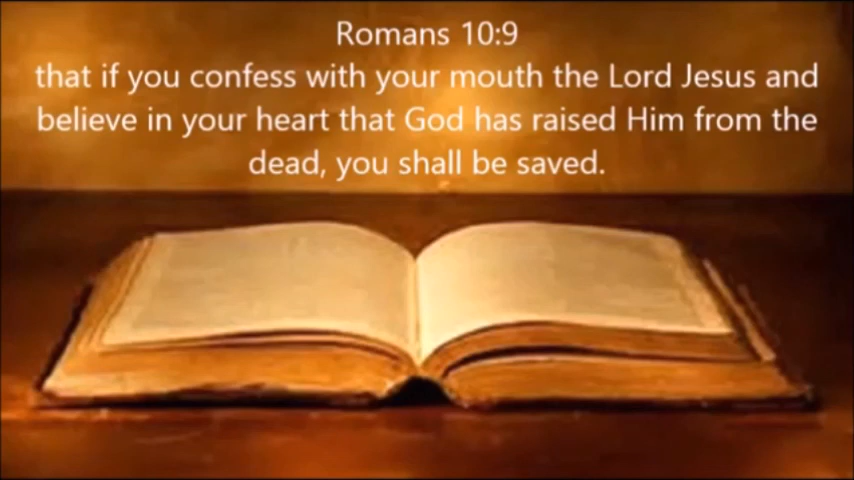 Romans 10:9
that if you confess with your mouth the Lord Jesus and
believe in your heart that God has raised Him from the
dead, you shall be saved.